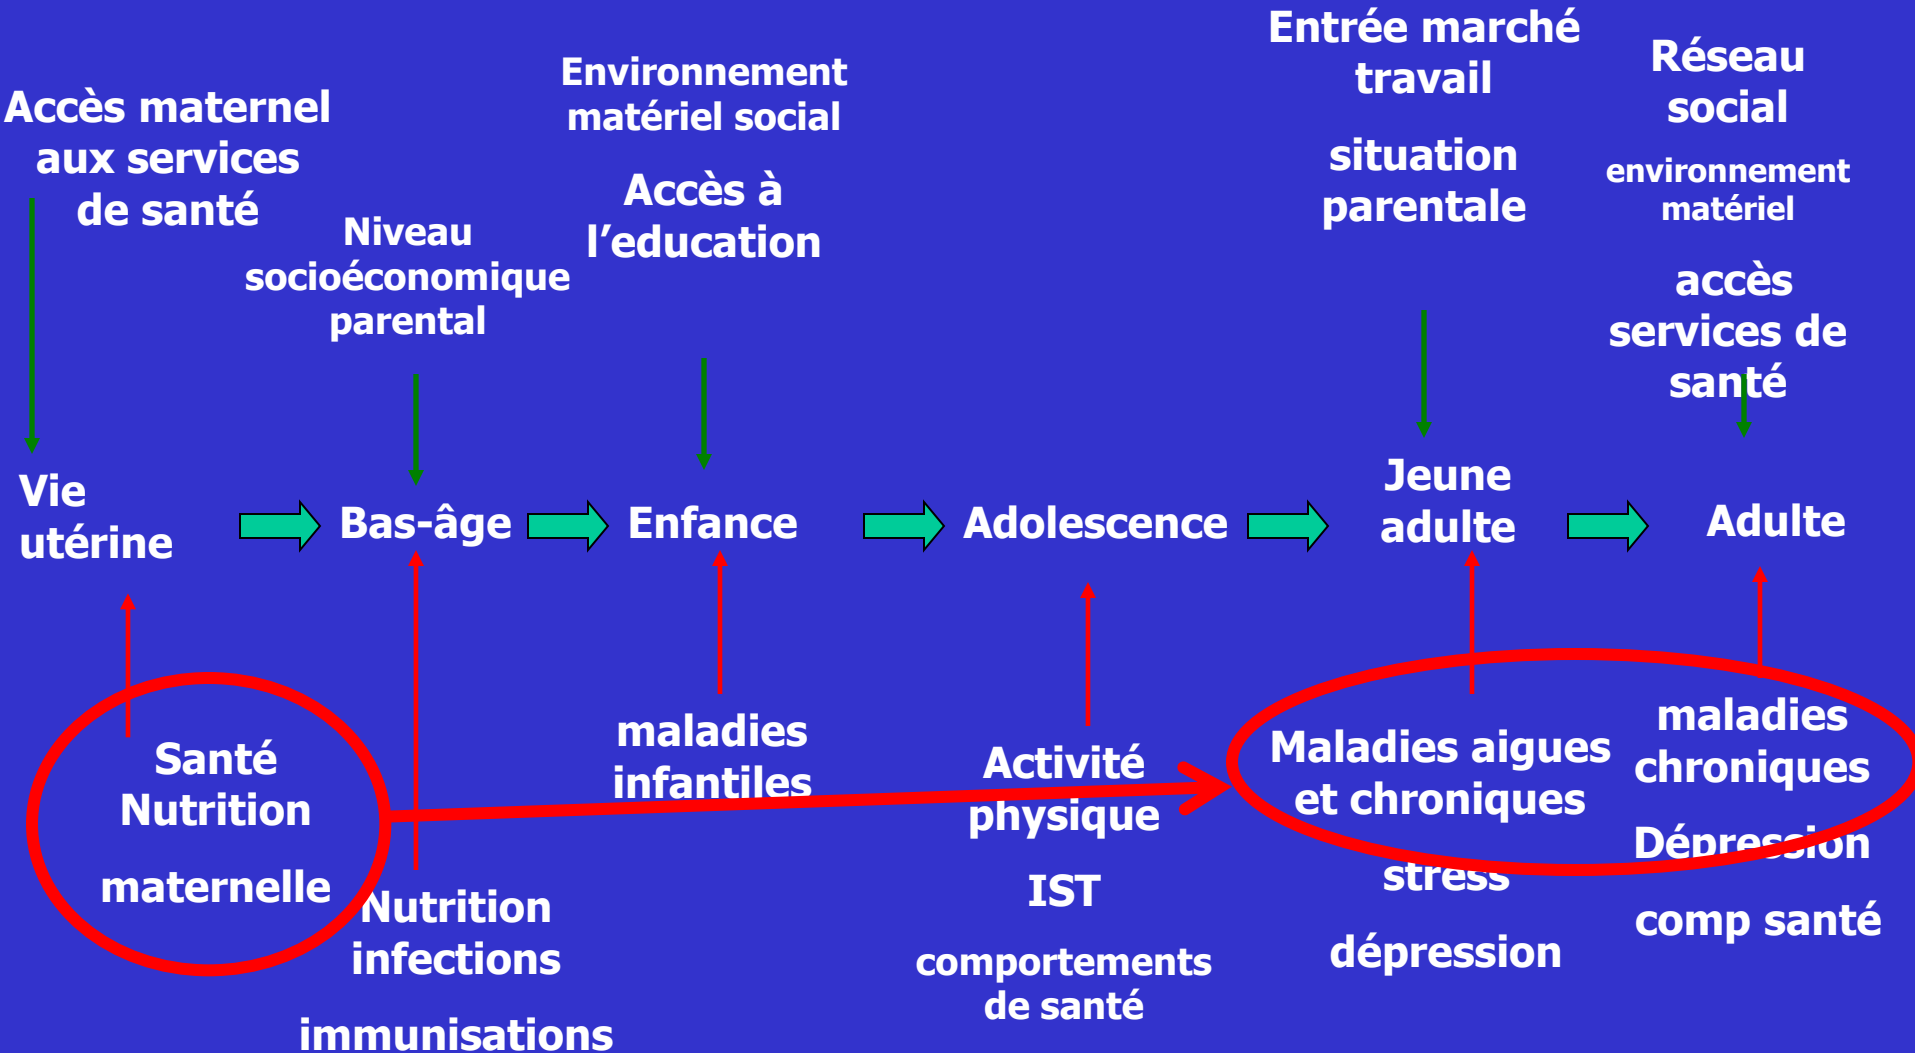 Accès maternel
aux services
de santé
Niveau
socioéconomique
parental
Environnement
matériel social
Accès à
l’education
Entrée marché
travail
situation
parentale
Réseau
social
environnement
matériel
accès
services de
santé
Vie
utérine
Bas-âge
Enfance
Adolescence
Jeune
adulte
Adulte
Santé
Nutrition
maternelle
Nutrition
infections
immunisations
maladies
infantiles
Activité
physique
IST
comportements
de santé
Maladies aigues
et chroniques
stress
dépression
maladies
chroniques
Dépression
comp santé